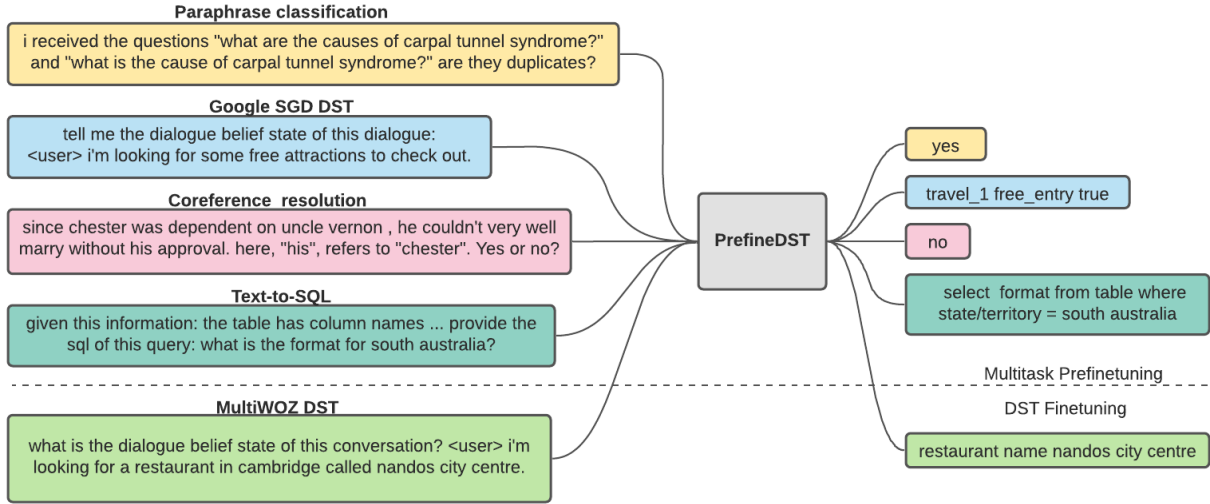 Paraphrase classification
i received the questions "what are the causes of carpal tunnel syndrome?"
and "what is the cause of carpal tunnel syndrome?" are they duplicates?
Google SGD DST
tell me the dialogue belief state of this dialogue:
<user> i'm looking for some free attractions to check out.
Coreference resolution
since chester was dependent on uncle vernon , he couldn't very well
marry without his approval. here, "his", refers to "chester". Yes or no?
Text-to-SQL
given this information: the table has column names ... provide the
sql of this query: what is the format for south australia?
MultiWOZ DST
what is the dialogue belief state of this conversation? <user> i'm
looking for a restaurant in cambridge called nandos city centre.
PrefineDST
yes
travel_1 free_entry true
no
select format from table where
state/territory = south australia
Multitask Prefinetuning
DST Finetuning
restaurant name nandos city centre